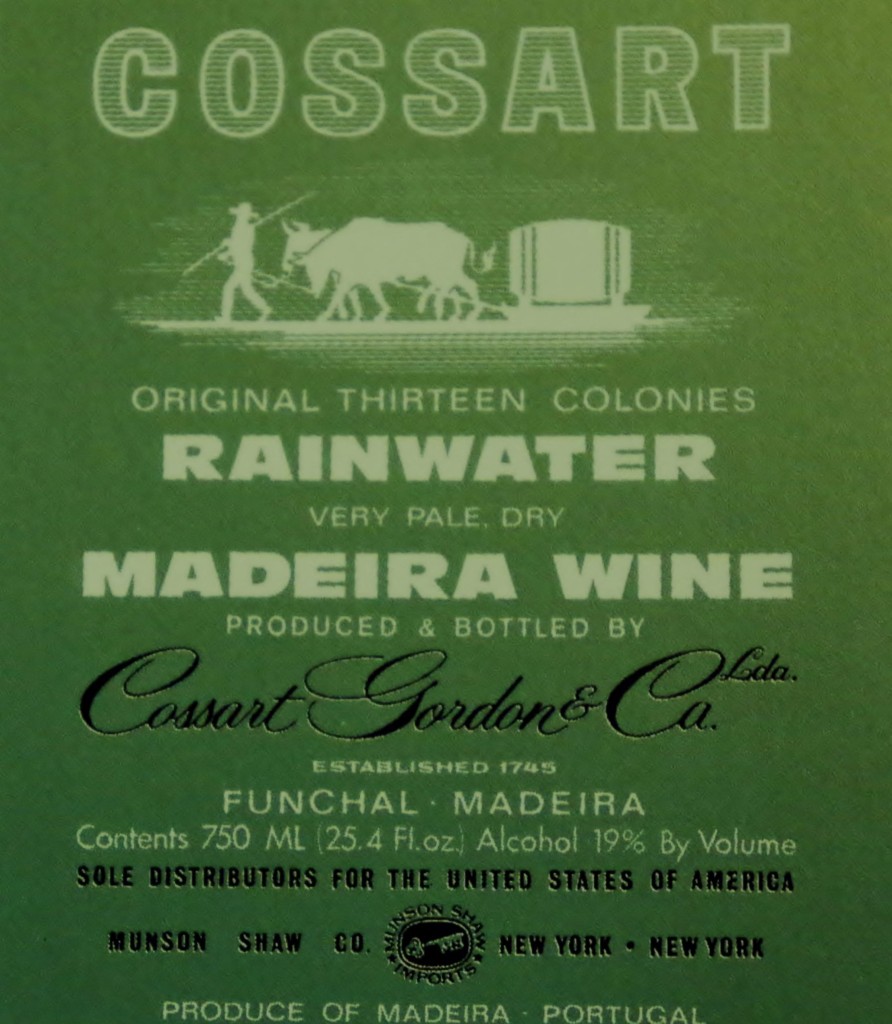 COSSART
ORIGINAL THIRTEEN COLONIES
RAINWATER
VERY PALE, DRY
MADEIRA WINE
PRODUCED & BOTTLED BY
Cossart Gordon & Ca. Lda.
ESTABLISHED 1745
FUNCHAL · MADEIRA
Contents 750 ML (25.4 Fl.oz.) Alcohol 19% By Volume
SOLE DISTRIBUTORS FOR THE UNITED STATES OF AMERICA
MUNSON SHAW CO. MUNSON SHAW IMPORTS NEW YORK • NEW YORK
PRODUCE OF MADEIRA · PORTUGAL